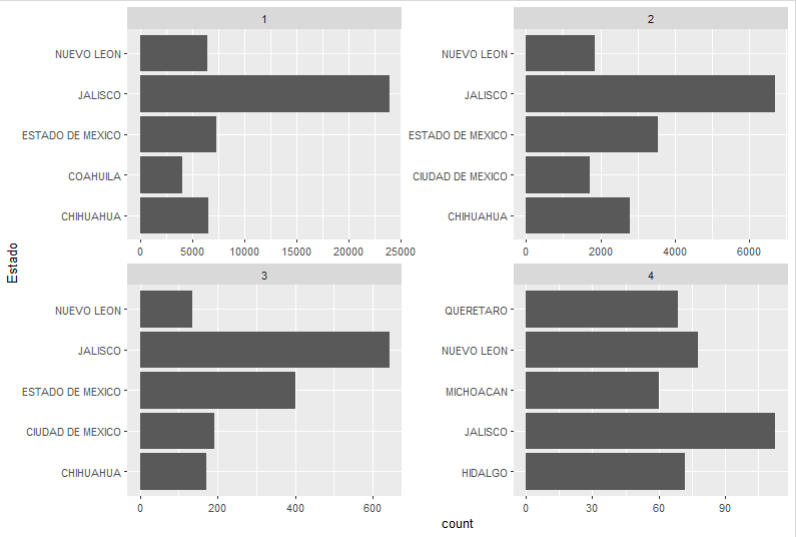 1
NUEVO LEON
JALISCO
ESTADO DE MEXICO
COAHUILA
CHIHUAHUA
0 5000 10000 15000 20000 25000
2
NUEVO LEON
JALISCO
ESTADO DE MEXICO
CIUDAD DE MEXICO
CHIHUAHUA
0 2000 4000 6000
Estado
3
NUEVO LEON
JALISCO
ESTADO DE MEXICO
CIUDAD DE MEXICO
CHIHUAHUA
0 200 400 600
4
QUERETARO
NUEVO LEON
MICHOACAN
JALISCO
HIDALGO
0 30 60 90
count